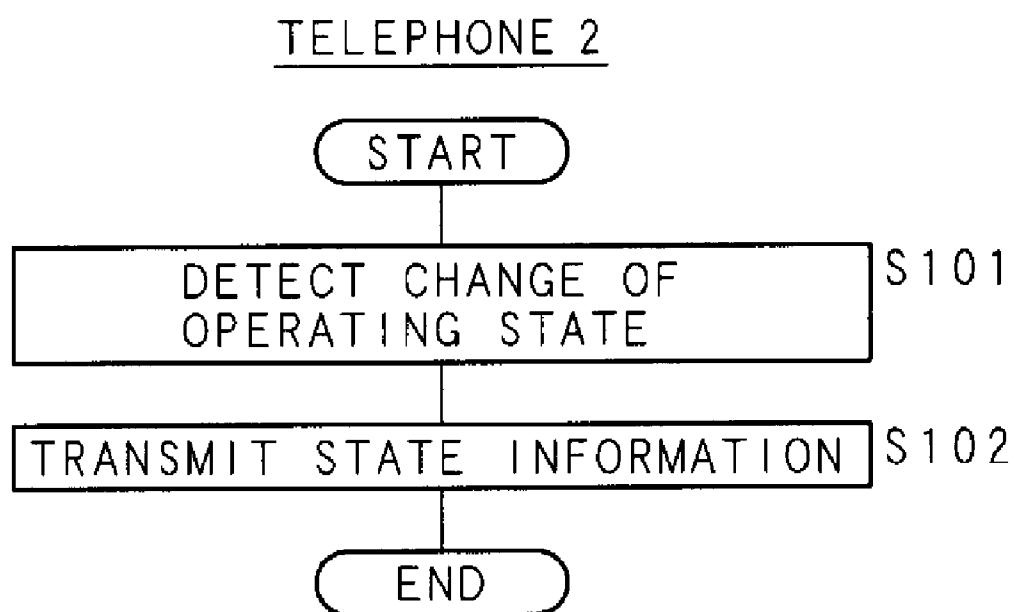 TELEPHONE 2
START
DETECT CHANGE OF
OPERATING STATE
S101
TRANSMIT STATE INFORMATION
S102
END